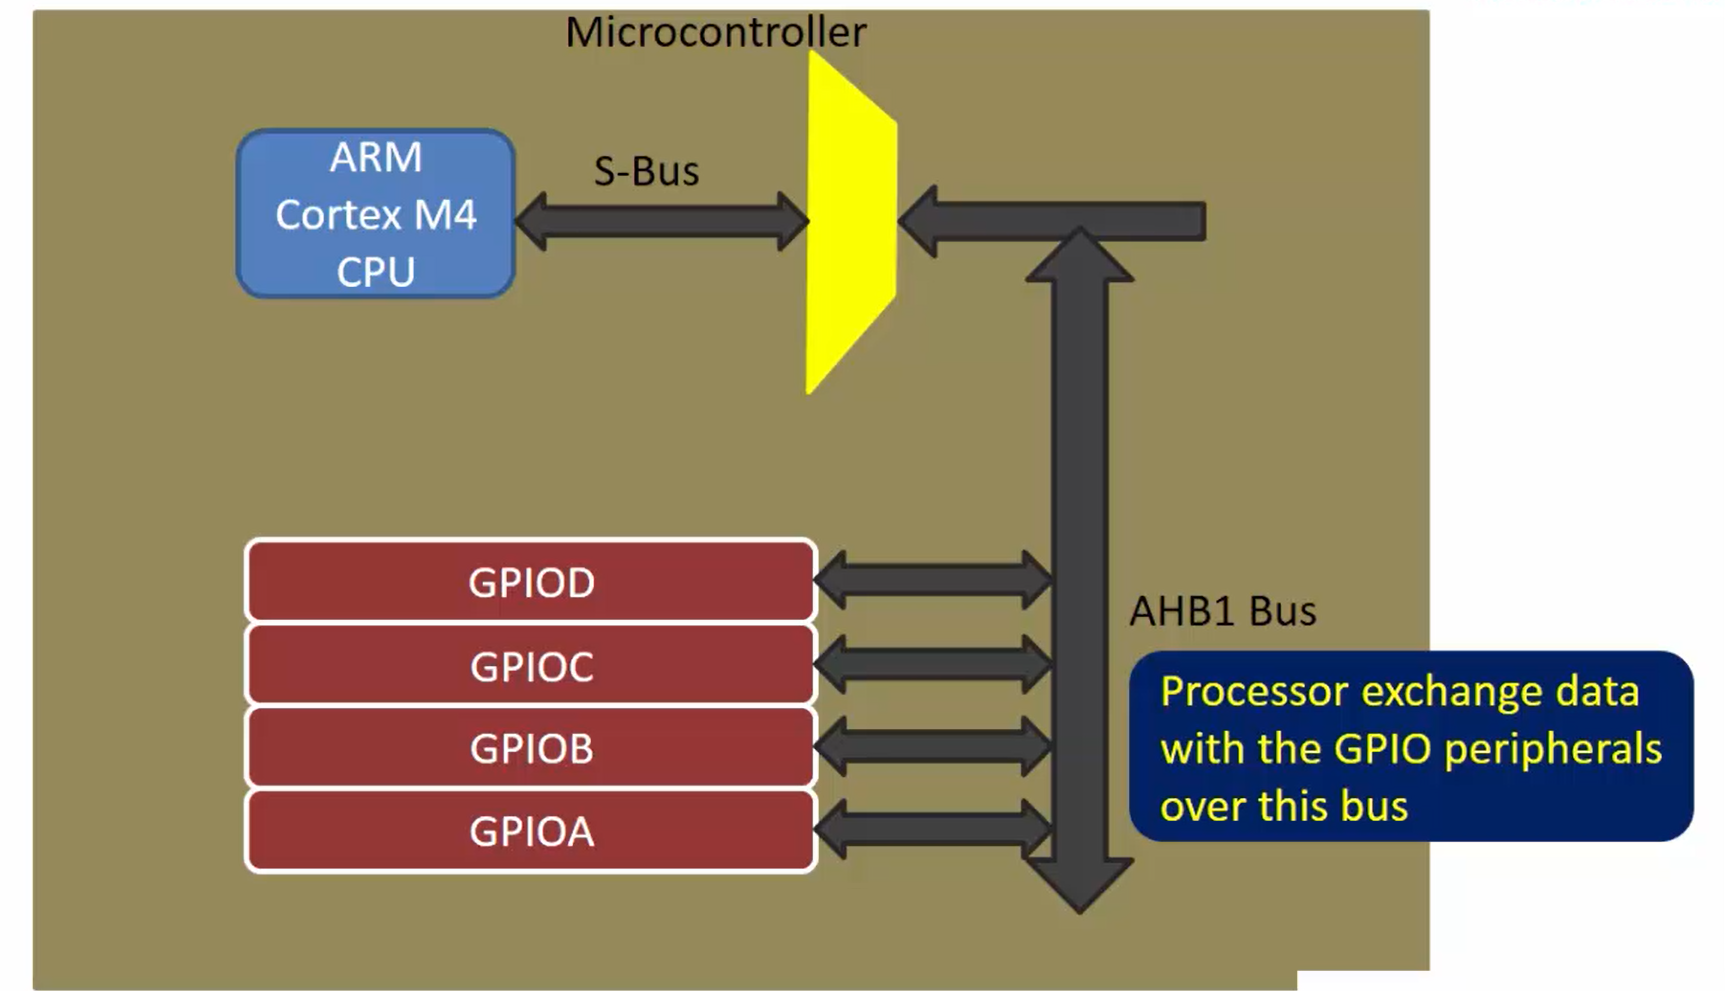 Microcontroller
ARM
Cortex M4
CPU
S-Bus
GPIOD
GPIOC
GPIOB
GPIOA
AHB1 Bus
Processor exchange data
with the GPIO peripherals
over this bus